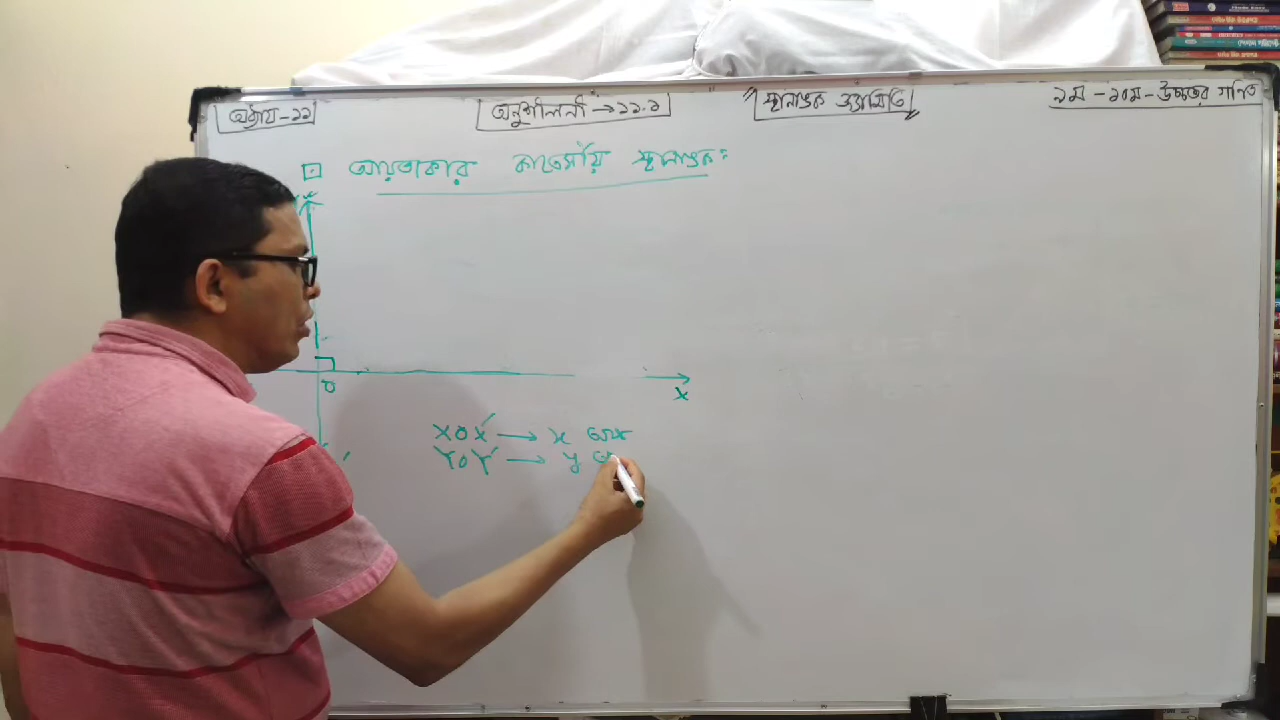 অধ্যায় - ১১
অনুশীলনী → ১১.১
"স্থানাঙ্ক জ্যামিতি"
৯ম - ১০ম - উচ্চতর গণিত
আয়তাকার কার্তেসীয় স্থানাঙ্ক:
O
X
XOX′ → x অক্ষ
YOY′ → y অ